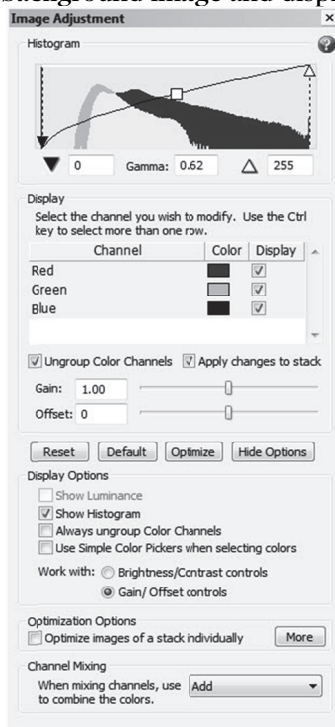 background image and disp
Image Adjustment ×
Histogram
?
0 Gamma: 0.62 255
Display
Select the channel you wish to modify. Use the Ctrl
key to select more than one row.
Channel Color Display
Red
Green
Blue
Ungroup Color Channels Apply changes to stack
Gain: 1.00
Offset: 0
Reset Default Optimize Hide Options
Display Options
Show Luminance
Show Histogram
Always ungroup Color Channels
Use Simple Color Pickers when selecting colors
Work with: Brightness/Contrast controls
Gain/ Offset controls
Optimization Options
Optimize images of a stack individually More
Channel Mixing
When mixing channels, use Add
to combine the colors.